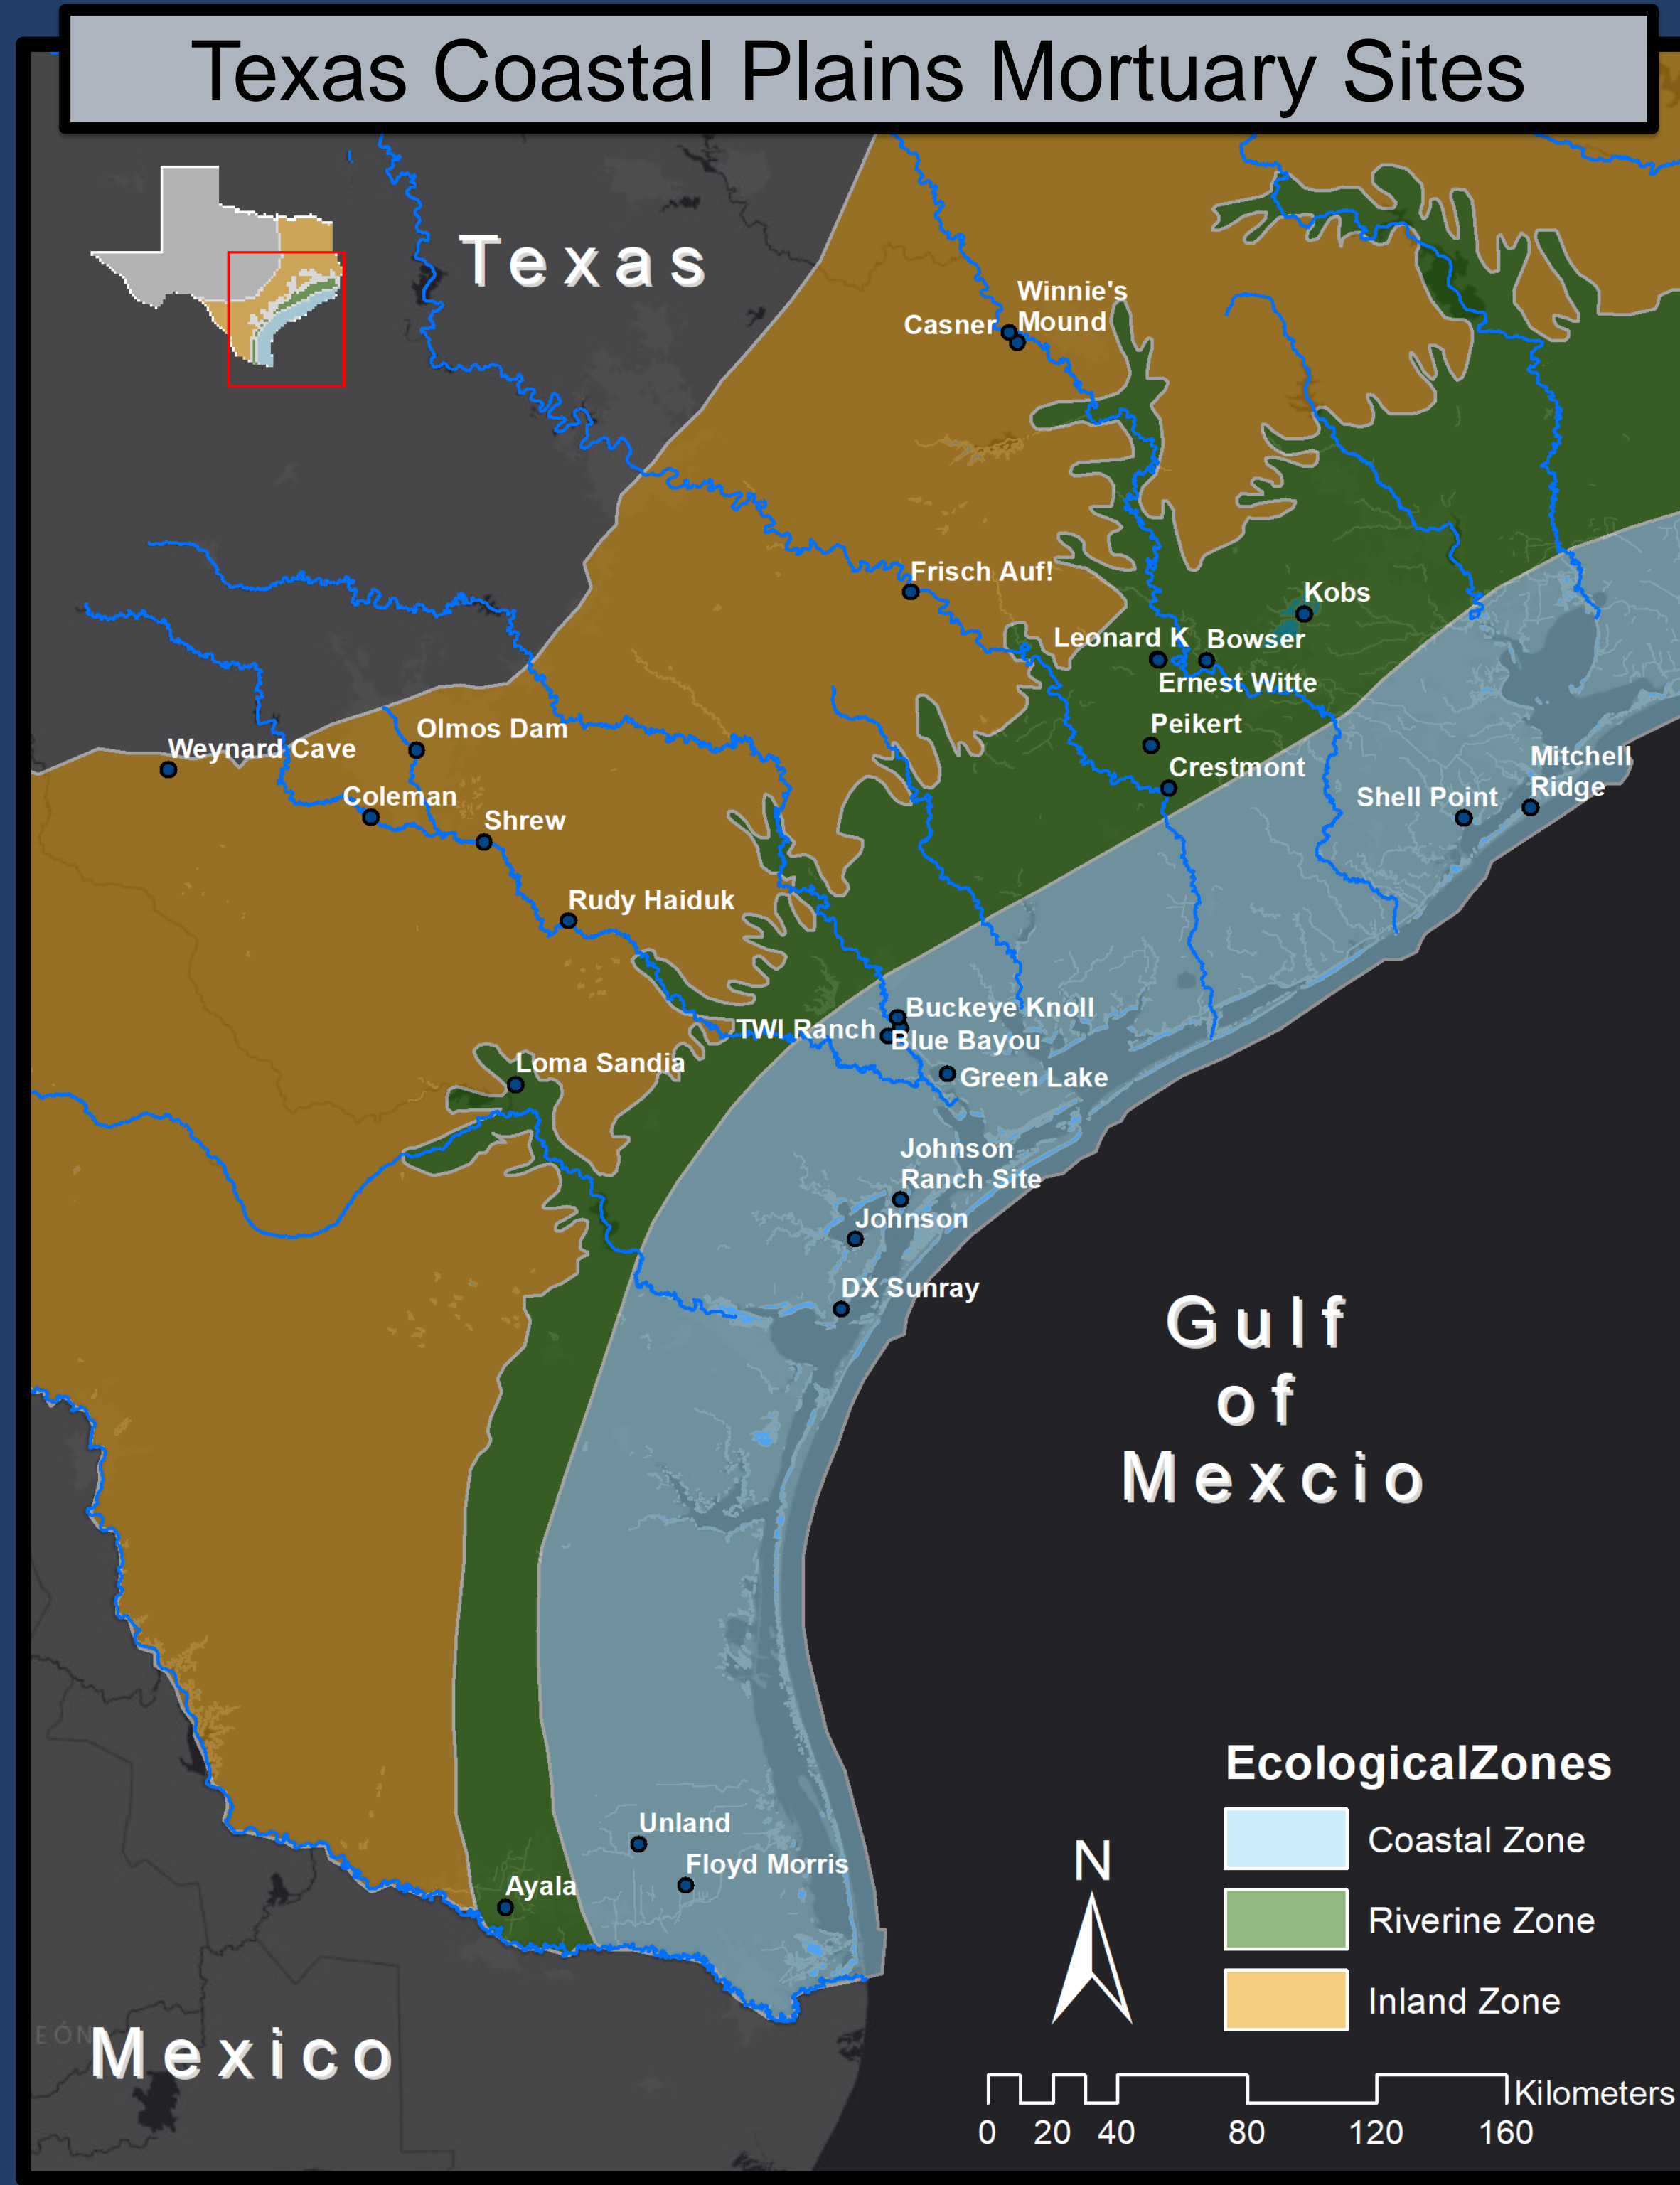 Texas Coastal Plains Mortuary Sites
Texas
Winnie's
Mound
Casner
Frisch Auf!
Kobs
Leonard K
Bowser
Ernest Witte
Peikert
Crestmont
Olmos Dam
Weynard Cave
Coleman
Shrew
Mitchell
Ridge
Shell Point
Rudy Haiduk
Buckeye Knoll
TWI Ranch
Blue Bayou
Loma Sandia
Green Lake
Johnson
Ranch Site
Johnson
DX Sunray
Gulf
of
Mexcio
EcologicalZones
Coastal Zone
Riverine Zone
Inland Zone
Unland
Floyd Morris
Ayala
N
EÓN
Mexico
Kilometers
0 20 40 80 120 160